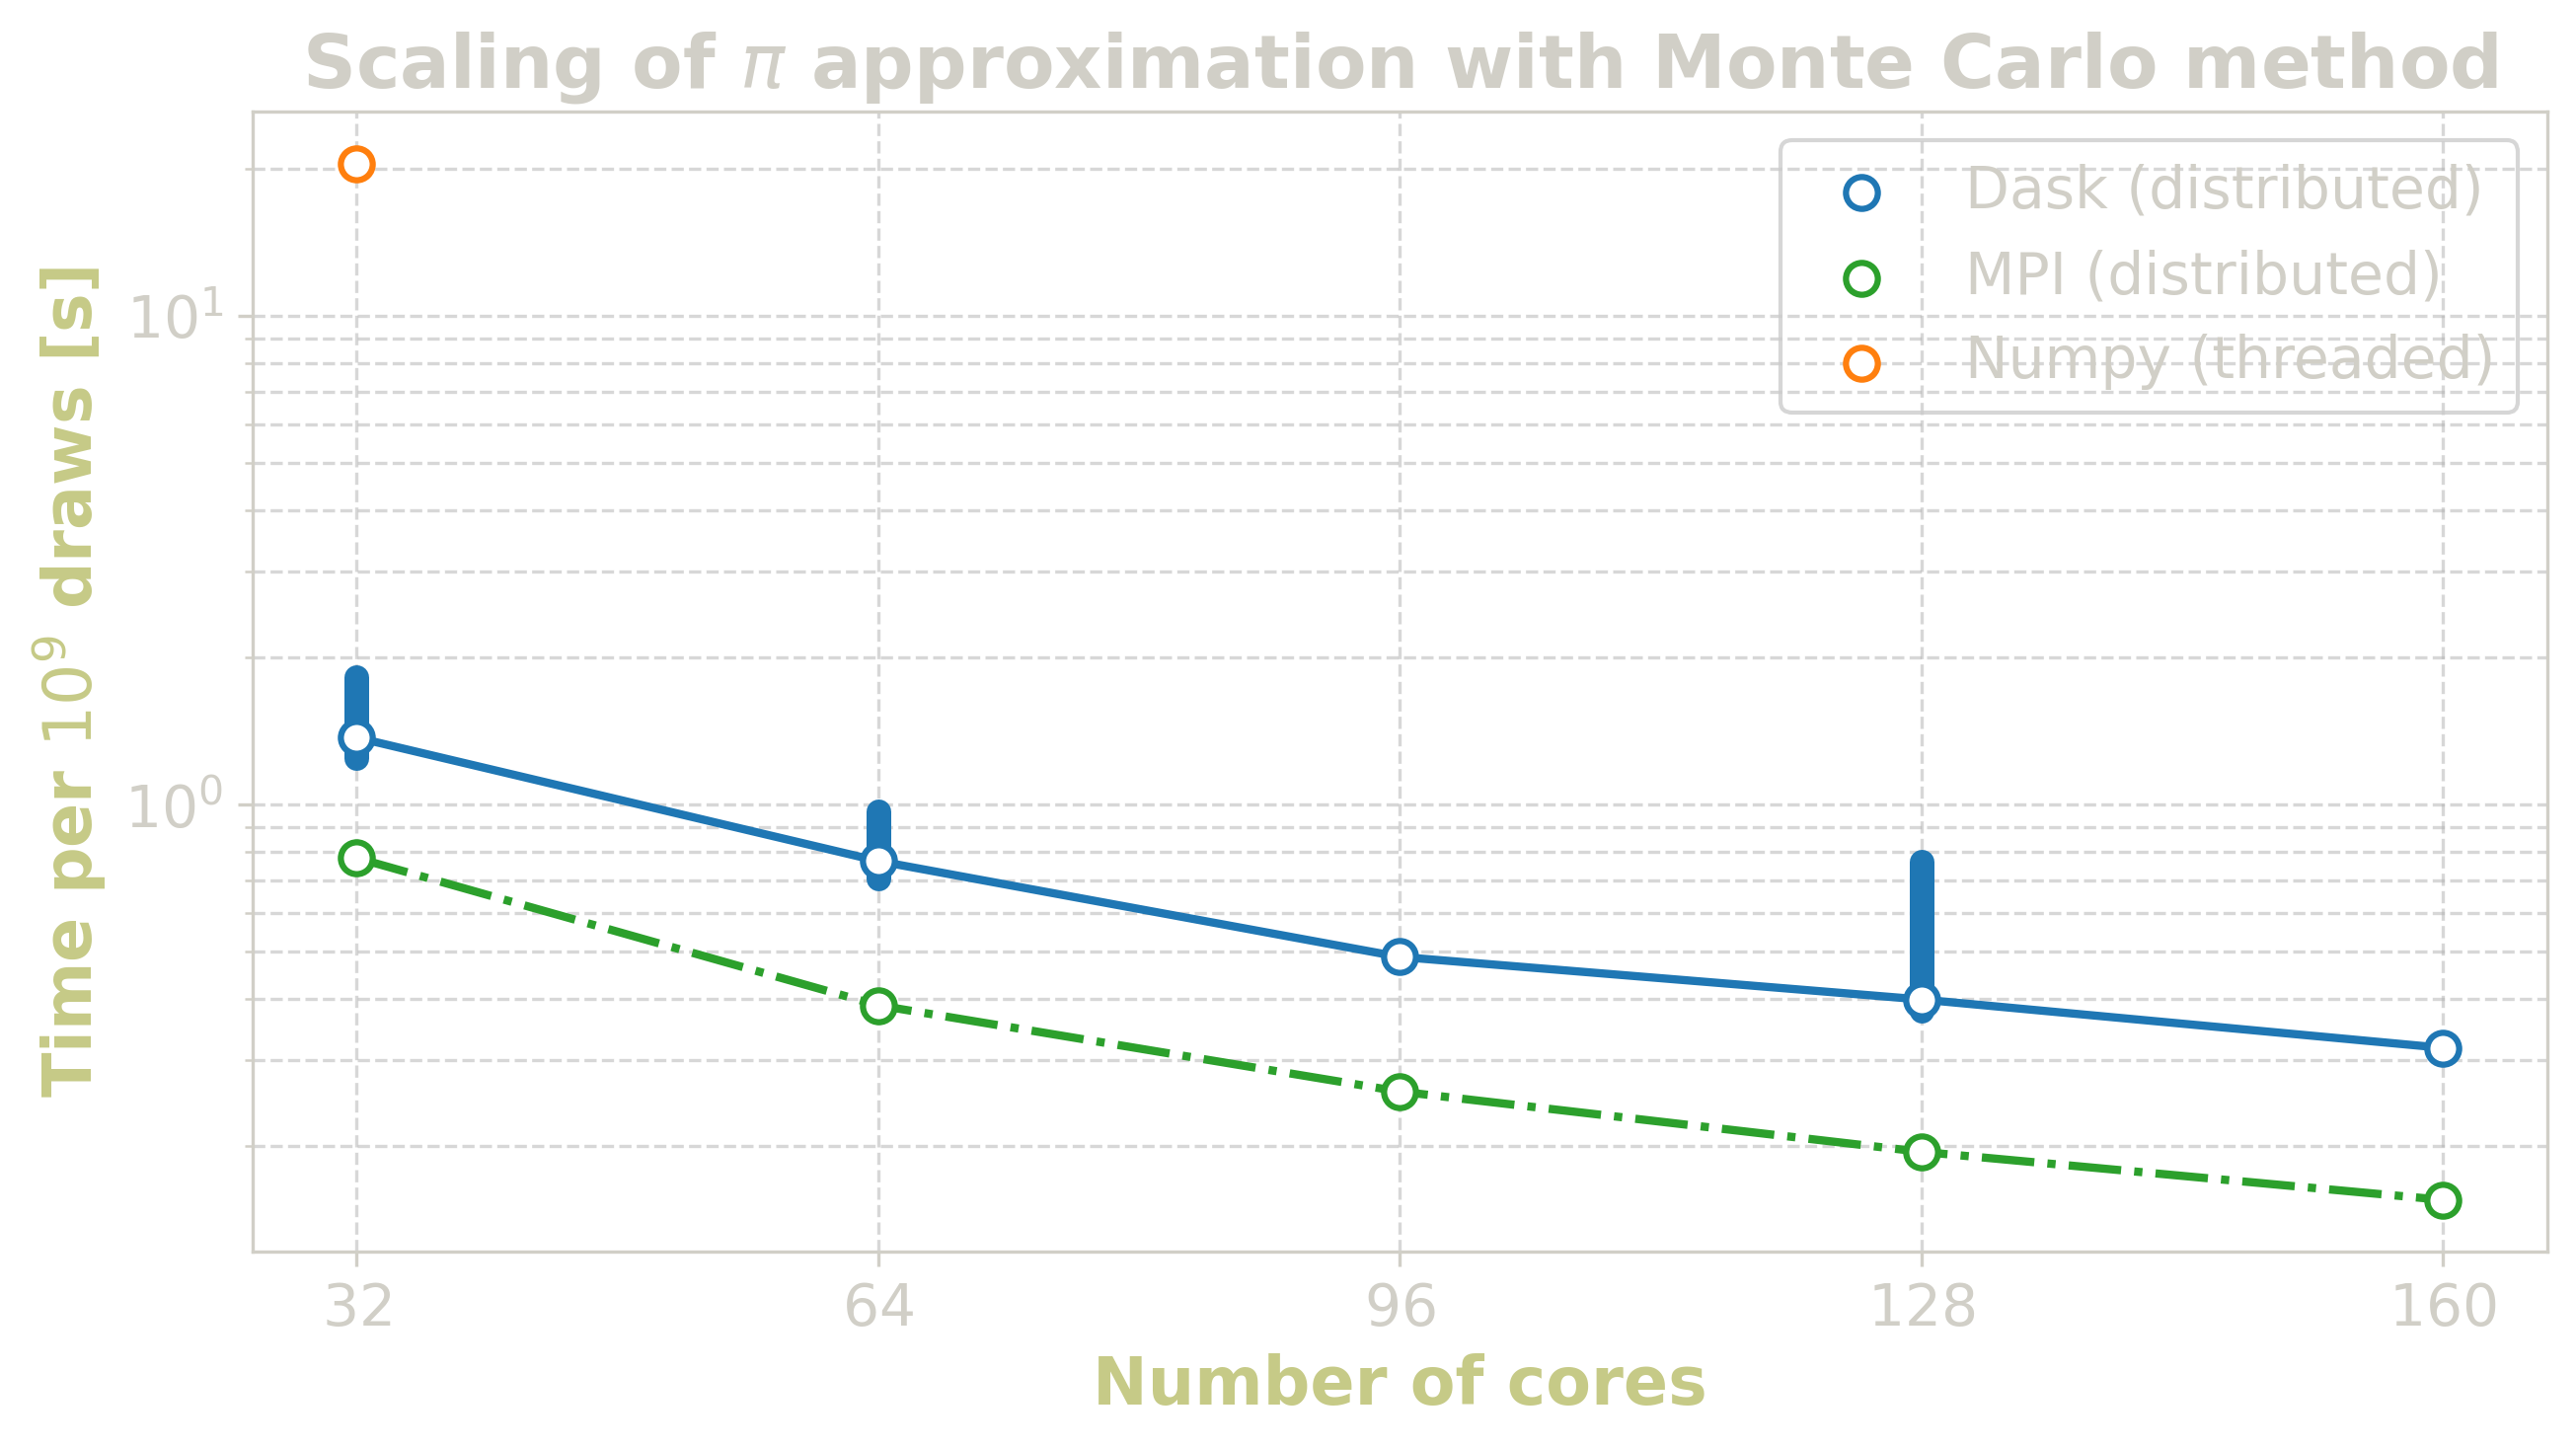 Scaling of π approximation with Monte Carlo method
Dask (distributed)
MPI (distributed)
Numpy (threaded)
Time per 10⁹ draws [s]
10¹
10⁰
32 64 96 128 160
Number of cores